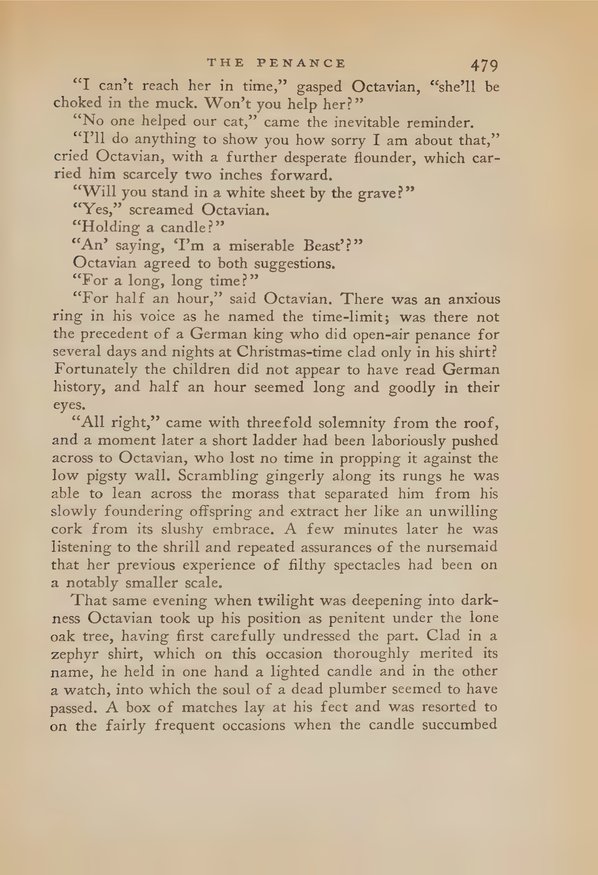 THE PENANCE 479
“I can’t reach her in time,” gasped Octavian, “she’ll be
choked in the muck. Won’t you help her?”
“No one helped our cat,” came the inevitable reminder.
“I’ll do anything to show you how sorry I am about that,”
cried Octavian, with a further desperate flounder, which car-
ried him scarcely two inches forward.
“Will you stand in a white sheet by the grave?”
“Yes,” screamed Octavian.
“Holding a candle?”
“An’ saying, ‘I’m a miserable Beast’?”
Octavian agreed to both suggestions.
“For a long, long time?”
“For half an hour,” said Octavian. There was an anxious
ring in his voice as he named the time-limit; was there not
the precedent of a German king who did open-air penance for
several days and nights at Christmas-time clad only in his shirt?
Fortunately the children did not appear to have read German
history, and half an hour seemed long and goodly in their
eyes.
“All right,” came with threefold solemnity from the roof,
and a moment later a short ladder had been laboriously pushed
across to Octavian, who lost no time in propping it against the
low pigsty wall. Scrambling gingerly along its rungs he was
able to lean across the morass that separated him from his
slowly foundering offspring and extract her like an unwilling
cork from its slushy embrace. A few minutes later he was
listening to the shrill and repeated assurances of the nursemaid
that her previous experience of filthy spectacles had been on
a notably smaller scale.
That same evening when twilight was deepening into dark-
ness Octavian took up his position as penitent under the lone
oak tree, having first carefully undressed the part. Clad in a
zephyr shirt, which on this occasion thoroughly merited its
name, he held in one hand a lighted candle and in the other
a watch, into which the soul of a dead plumber seemed to have
passed. A box of matches lay at his feet and was resorted to
on the fairly frequent occasions when the candle succumbed